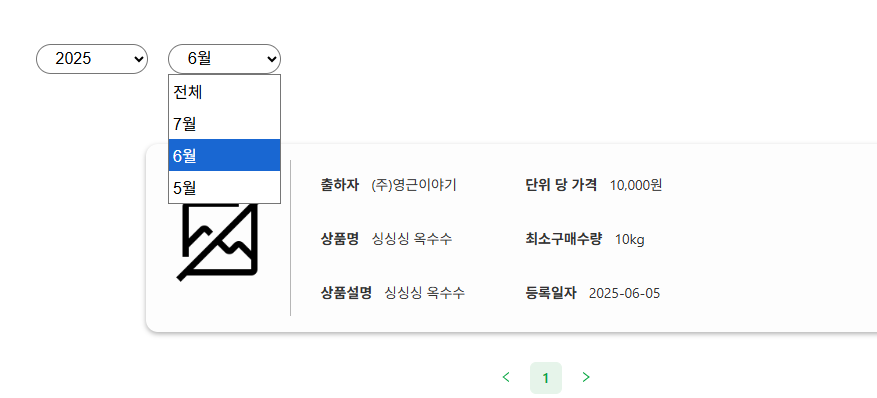 2025 6월
전체
7월
6월
5월
출하자 (주)영근이야기 단위 당 가격 10,000원
상품명 싱싱싱 옥수수 최소구매수량 10kg
상품설명 싱싱싱 옥수수 등록일자 2025-06-05
< 1 >